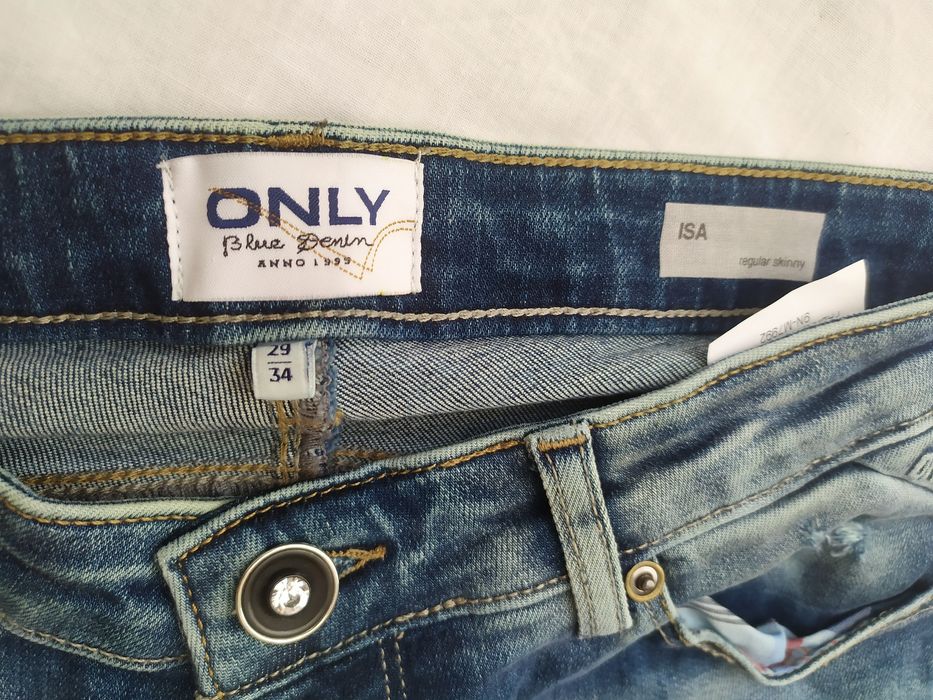 ONLY
Blue Denim
ANNO 1995
ISA
regular skinny
29
34